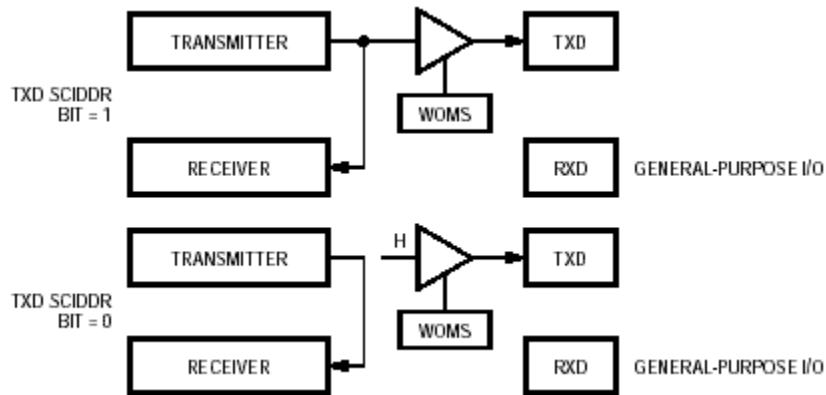 TRANSMITTER
TXD
TXD SCIDDR
BIT = 1
WOMS
RECEIVER
RXD
GENERAL-PURPOSE I/O
TRANSMITTER
H
TXD
TXD SCIDDR
BIT = 0
WOMS
RECEIVER
RXD
GENERAL-PURPOSE I/O